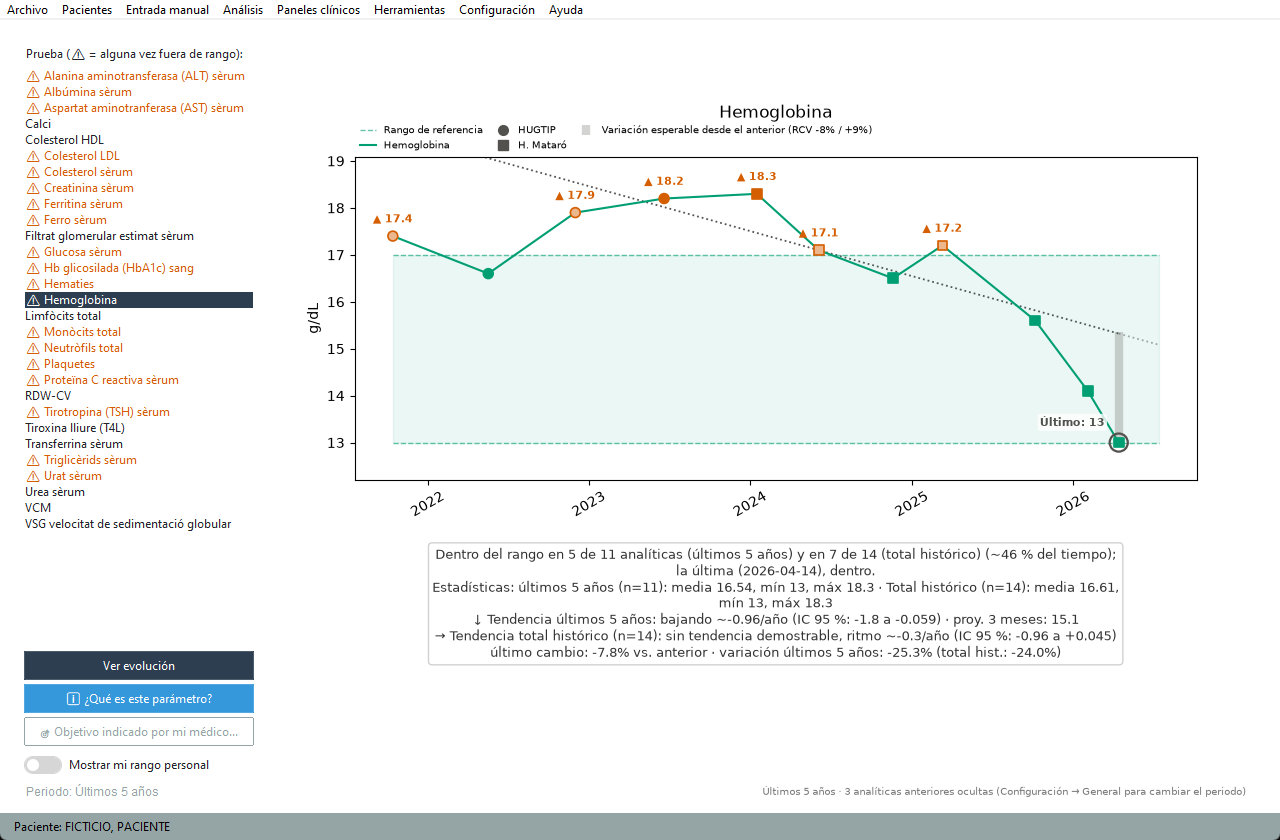 Archivo Pacientes Entrada manual Análisis Paneles clínicos Herramientas Configuración Ayuda
Prueba (⚠ = alguna vez fuera de rango):
⚠ Alanina aminotransferasa (ALT) sèrum
⚠ Albúmina sèrum
⚠ Aspartat aminotranferasa (AST) sèrum
Calci
Colesterol HDL
⚠ Colesterol LDL
⚠ Colesterol sèrum
⚠ Creatinina sèrum
⚠ Ferritina sèrum
⚠ Ferro sèrum
Filtrat glomerular estimat sèrum
⚠ Glucosa sèrum
⚠ Hb glicosilada (HbA1c) sang
⚠ Hematies
⚠ Hemoglobina
Limfòcits total
⚠ Monòcits total
⚠ Neutròfils total
⚠ Plaquetes
⚠ Proteïna C reactiva sèrum
RDW-CV
⚠ Tirotropina (TSH) sèrum
Tiroxina lliure (T4L)
Transferrina sèrum
⚠ Triglicèrids sèrum
⚠ Urat sèrum
Urea sèrum
VCM
VSG velocitat de sedimentació globular
Ver evolución
¿Qué es este parámetro?
Objetivo indicado por mi médico...
Mostrar mi rango personal
Periodo: Últimos 5 años
Hemoglobina
Rango de referencia
Hemoglobina
HUGTIP
H. Mataró
Variación esperable desde el anterior (RCV -8% / +9%)
g/dL
19
18
17
16
15
14
13
▲ 17.4
▲ 17.9
▲ 18.2
▲ 18.3
▲ 17.1
▲ 17.2
Último: 13
2022
2023
2024
2025
2026
Dentro del rango en 5 de 11 analíticas (últimos 5 años) y en 7 de 14 (total histórico) (~46 % del tiempo);
la última (2026-04-14), dentro.
Estadísticas: últimos 5 años (n=11): media 16.54, mín 13, máx 18.3 · Total histórico (n=14): media 16.61,
mín 13, máx 18.3
↓ Tendencia últimos 5 años: bajando ~-0.96/año (IC 95 %: -1.8 a -0.059) · proy. 3 meses: 15.1
→ Tendencia total histórico (n=14): sin tendencia demostrable, ritmo ~-0.3/año (IC 95 %: -0.96 a +0.045)
último cambio: -7.8% vs. anterior · variación últimos 5 años: -25.3% (total hist.: -24.0%)
Últimos 5 años · 3 analíticas anteriores ocultas (Configuración → General para cambiar el periodo)
Paciente: FICTICIO, PACIENTE